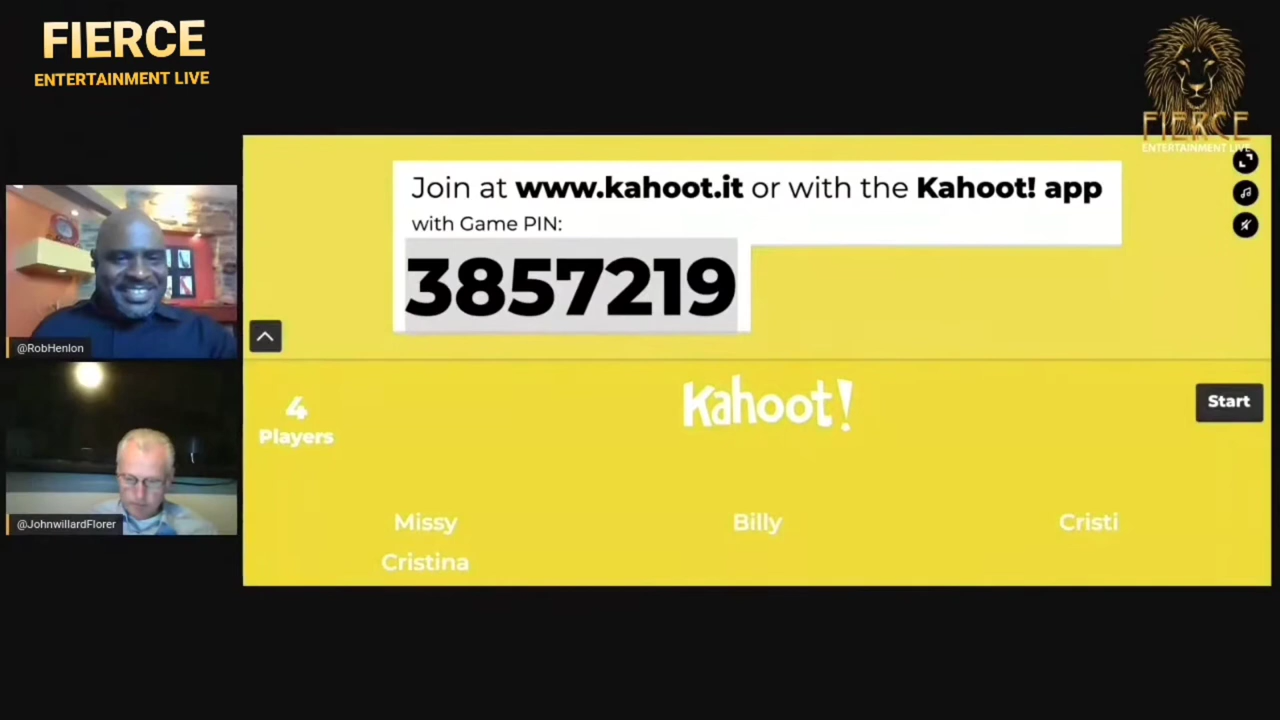 FIERCE
ENTERTAINMENT LIVE
FIERCE
ENTERTAINMENT LIVE
Join at www.kahoot.it or with the Kahoot! app
with Game PIN:
3857219
@RobHenlon
Kahoot!
Start
4
Players
@JohnwillardFlorer
Missy
Billy
Cristi
Cristina